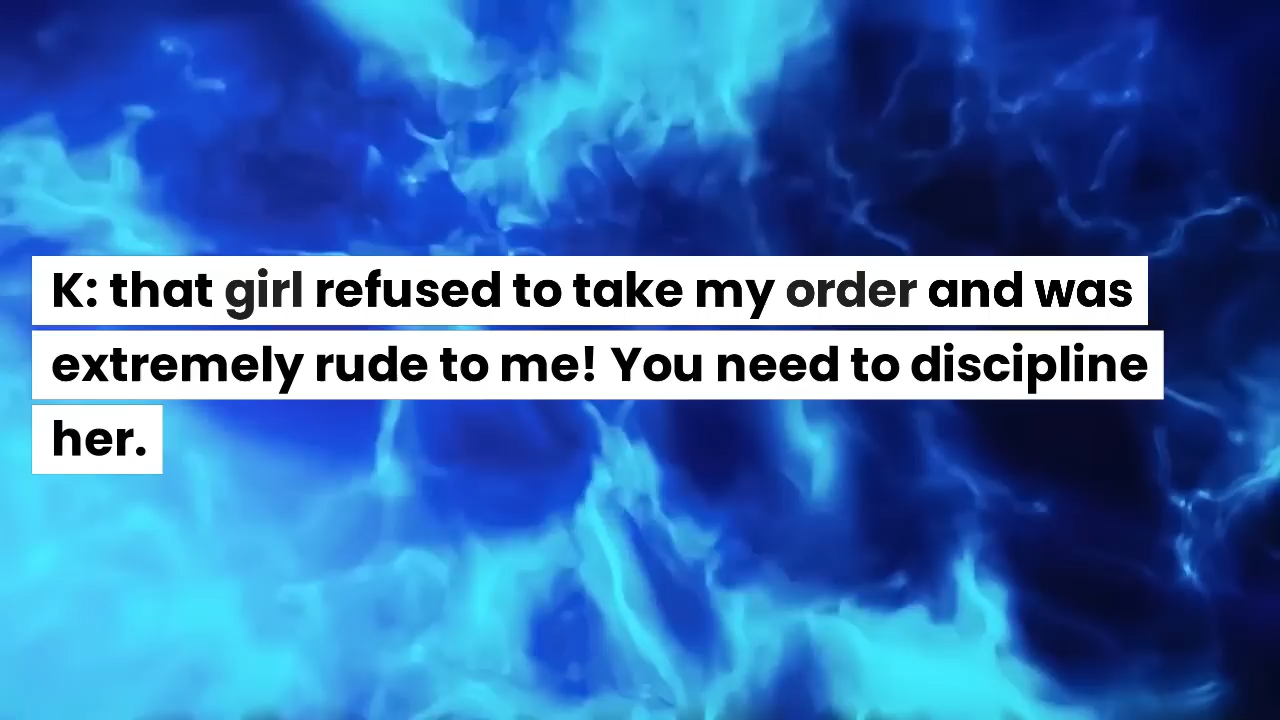 K: that girl refused to take my order and was
extremely rude to me! You need to discipline
her.